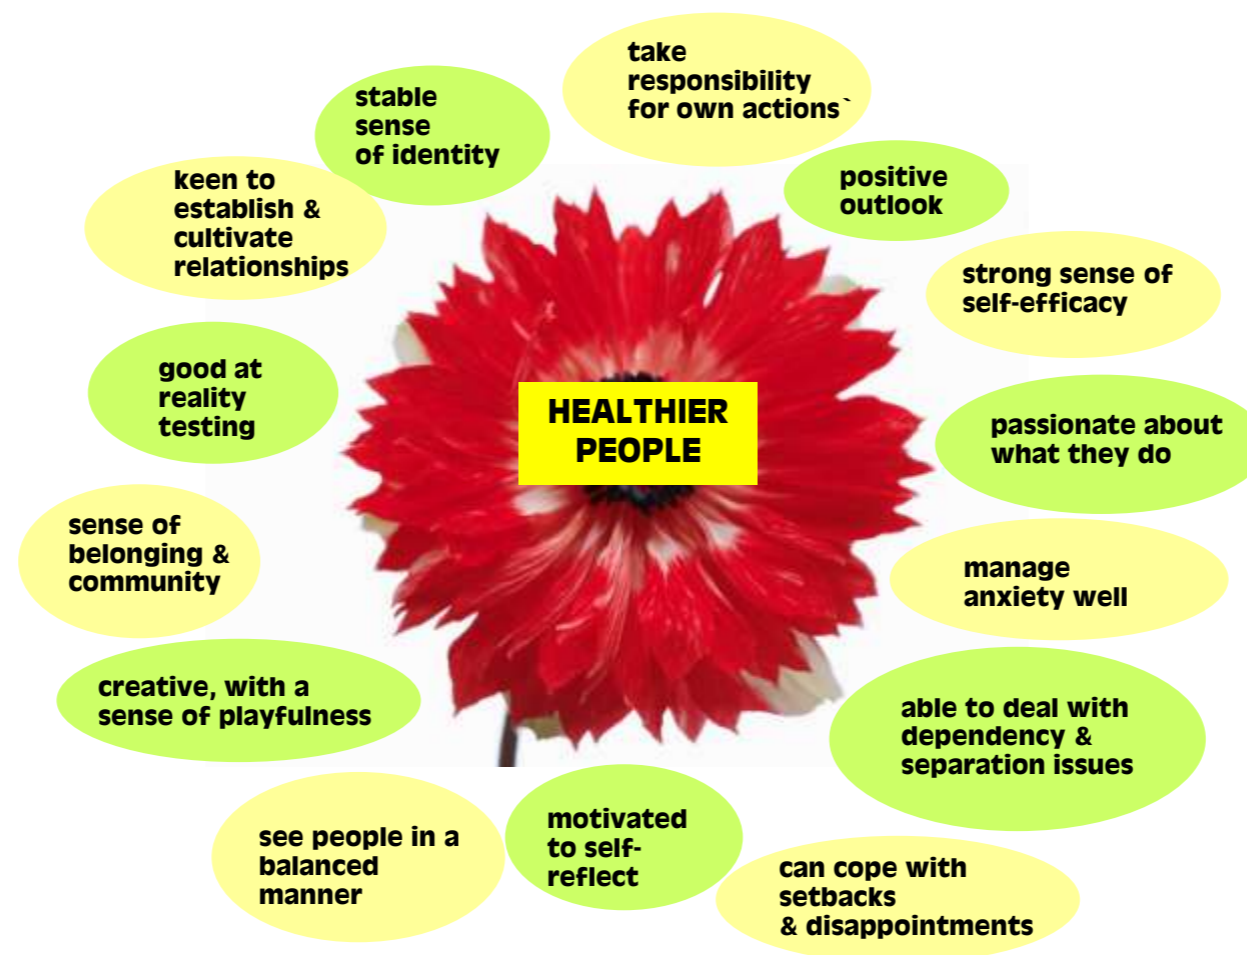 take
responsibility
for own actions`
stable
sense
of identity
positive
outlook
keen to
establish &
cultivate
relationships
strong sense of
self-efficacy
good at
reality
testing
HEALTHIER
PEOPLE
passionate about
what they do
sense of
belonging &
community
manage
anxiety well
creative, with a
sense of playfulness
able to deal with
dependency &
separation issues
see people in a
balanced
manner
motivated
to self-
reflect
can cope with
setbacks
& disappointments